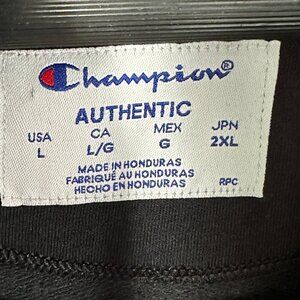 Champion®
AUTHENTIC
USA CA MEX JPN
L L/G G 2XL
MADE IN HONDURAS
FABRIQUÉ AU HONDURAS
HECHO EN HONDURAS RPC